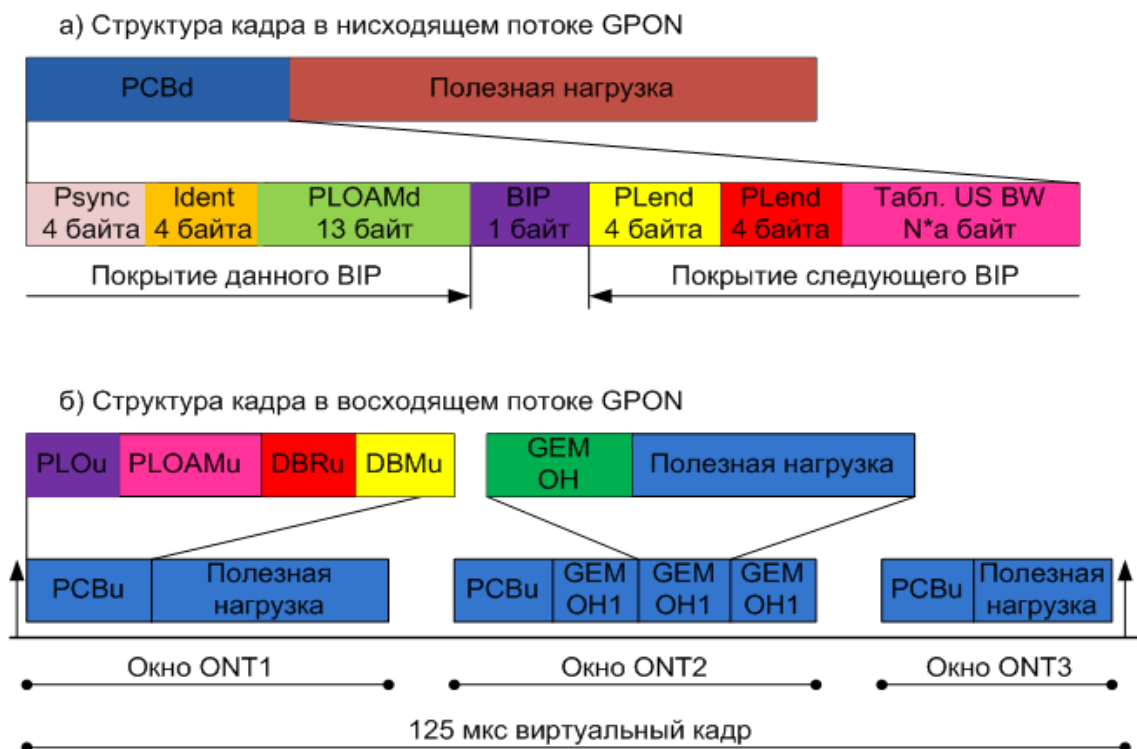 а) Структура кадра в нисходящем потоке GPON
PCBd
Полезная нагрузка
Psync
4 байта
Ident
4 байта
PLOAMd
13 байт
BIP
1 байт
PLend
4 байта
PLend
4 байта
Табл. US BW
N*a байт
Покрытие данного BIP
Покрытие следующего BIP
б) Структура кадра в восходящем потоке GPON
PLOu
PLOAMu
DBRu
DBMu
GEM
OH
Полезная нагрузка
PCBu
Полезная
нагрузка
PCBu
GEM
OH1
GEM
OH1
GEM
OH1
PCBu
Полезная
нагрузка
Окно ONT1
Окно ONT2
Окно ONT3
125 мкс виртуальный кадр